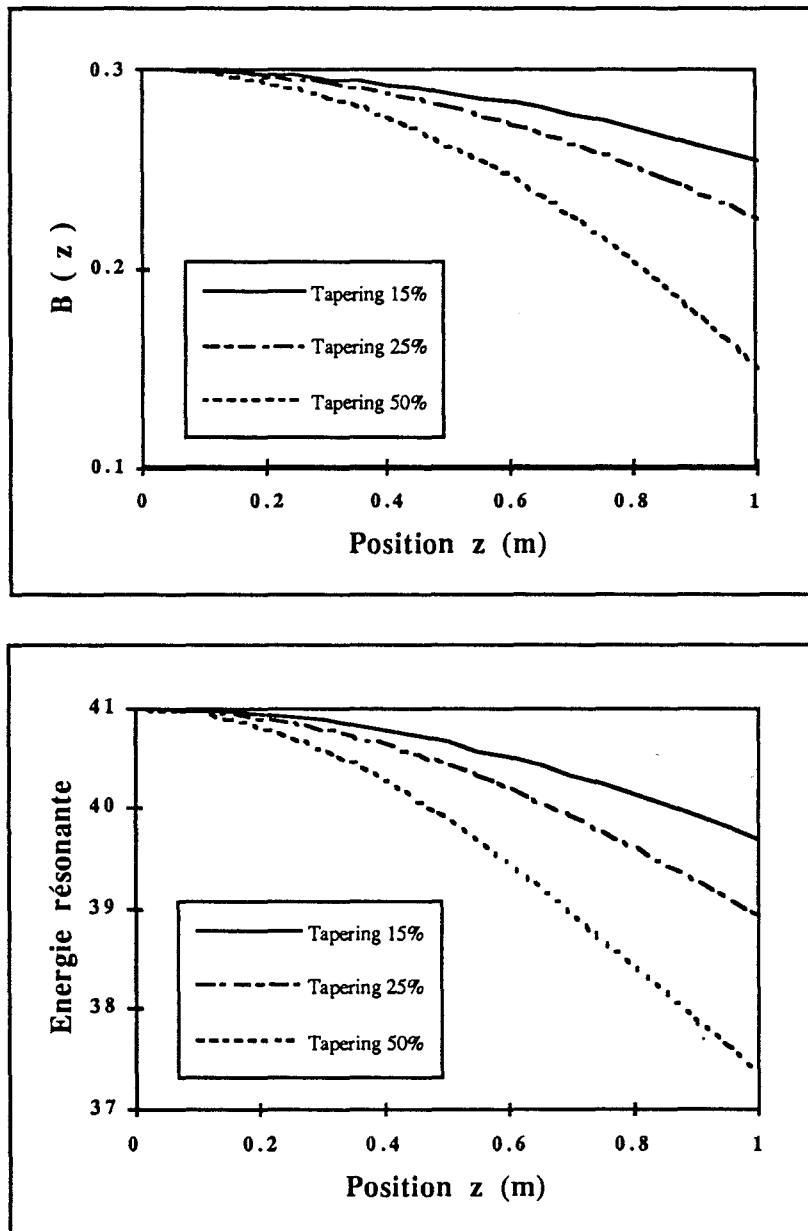 0.3
0.2
0.1
B ( z )
Tapering 15%
Tapering 25%
Tapering 50%
0 0.2 0.4 0.6 0.8 1
Position z (m)
41
40
39
38
37
Energie résonante
Tapering 15%
Tapering 25%
Tapering 50%
0 0.2 0.4 0.6 0.8 1
Position z (m)